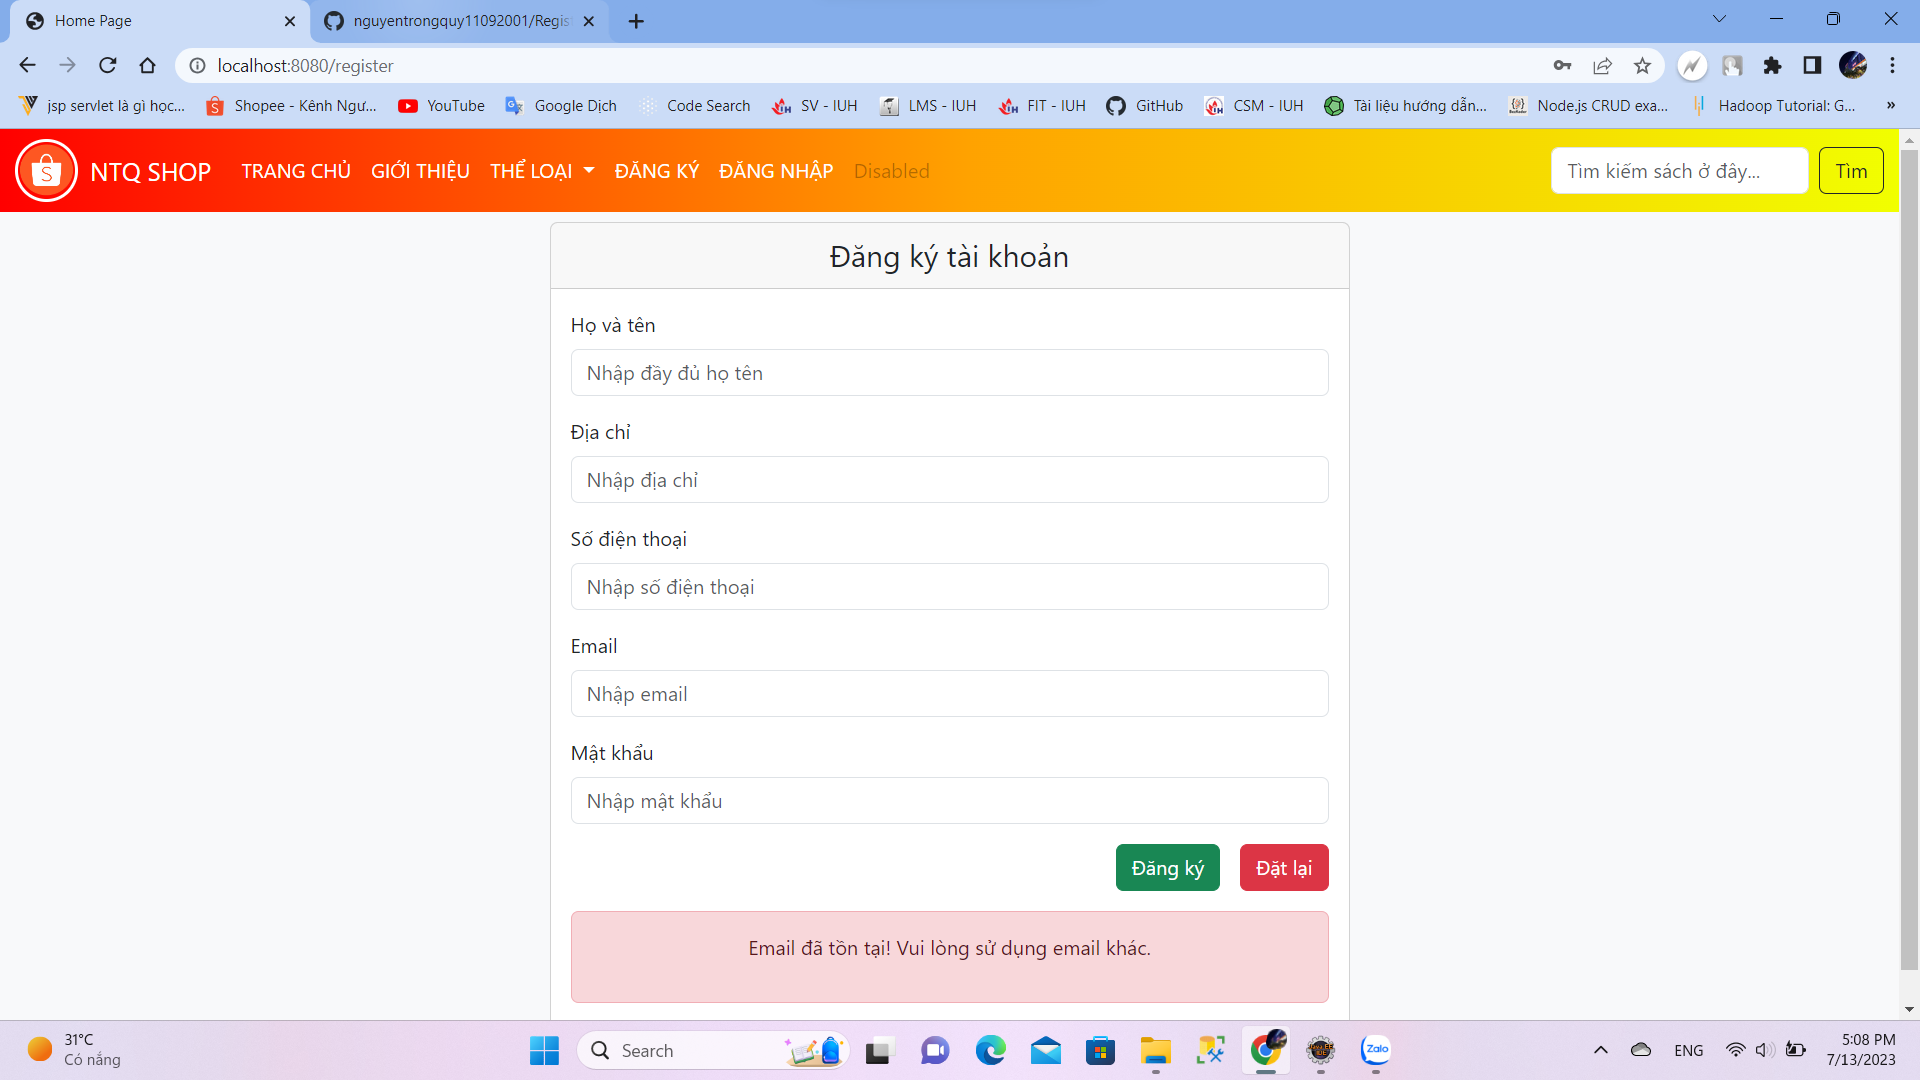 Home Page
nguyentrongquy11092001/Regis
localhost:8080/register
jsp servlet là gì học...
Shopee - Kênh Ngư...
YouTube
Google Dịch
Code Search
SV - IUH
LMS - IUH
FIT - IUH
GitHub
CSM - IUH
Tài liệu hướng dẫn...
Node.js CRUD exa...
Hadoop Tutorial: G...
»
NTQ SHOP
TRANG CHỦ
GIỚI THIỆU
THỂ LOẠI
ĐĂNG KÝ
ĐĂNG NHẬP
Disabled
Tìm kiếm sách ở đây...
Tìm
Đăng ký tài khoản
Họ và tên
Nhập đầy đủ họ tên
Địa chỉ
Nhập địa chỉ
Số điện thoại
Nhập số điện thoại
Email
Nhập email
Mật khẩu
Nhập mật khẩu
Đăng ký
Đặt lại
Email đã tồn tại! Vui lòng sử dụng email khác.
31°C
Có nắng
Search
Zalo
ENG
5:08 PM
7/13/2023